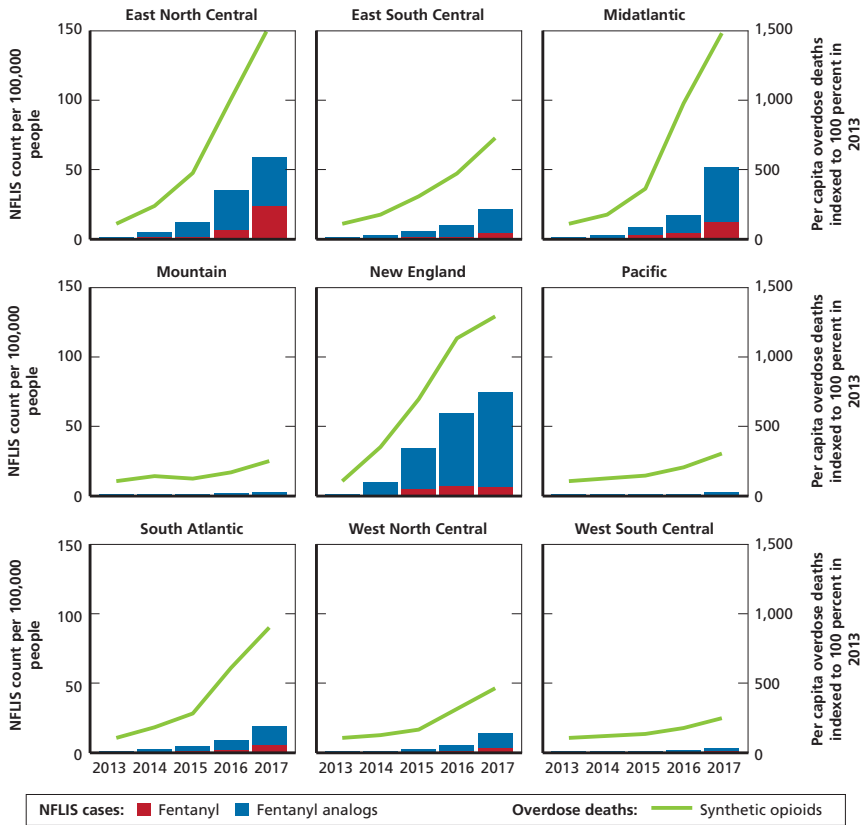 East North Central
East South Central
Midatlantic
NFLIS count per 100,000
people
150
100
50
0
1,500
1,000
500
0
Per capita overdose deaths
indexed to 100 percent in
2013
Mountain
New England
Pacific
NFLIS count per 100,000
people
150
100
50
0
1,500
1,000
500
0
Per capita overdose deaths
indexed to 100 percent in
2013
South Atlantic
West North Central
West South Central
NFLIS count per 100,000
people
150
100
50
0
1,500
1,000
500
0
Per capita overdose deaths
indexed to 100 percent in
2013
2013 2014 2015 2016 2017
2013 2014 2015 2016 2017
2013 2014 2015 2016 2017
NFLIS cases: Fentanyl Fentanyl analogs Overdose deaths: Synthetic opioids